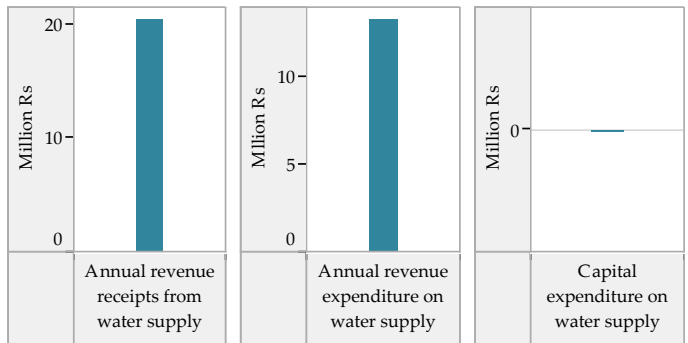 Million Rs
20
10
0
Annual revenue
receipts from
water supply
Mllion Rs
10
5
0
Annual revenue
expenditure on
water supply
Million Rs
0
Capital
expenditure on
water supply